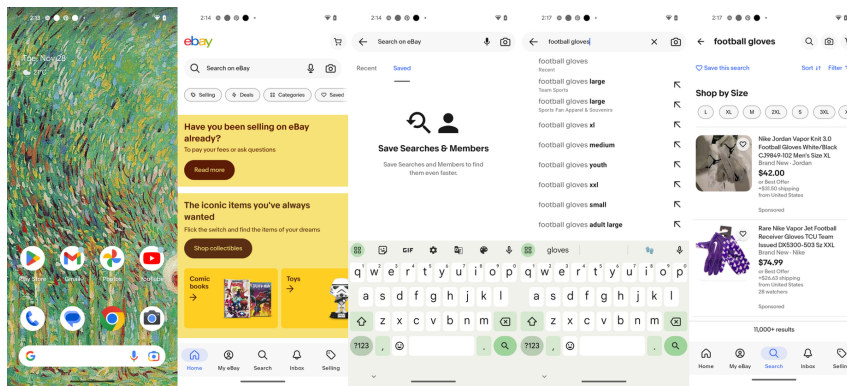 2:13
Tue, Nov 28
21°C
Play Store
Gmail
Photos
YouTube
2:14
ebay
Search on eBay
Selling
Deals
Categories
Saved
Have you been selling on eBay
already?
To pay your fees or ask questions
Read more
The iconic items you've always
wanted
Flick the switch and find the items of your dreams
Shop collectibles
Comic
books
Toys
Home
My eBay
Search
Inbox
Selling
2:14
Search on eBay
Recent
Saved
Save Searches & Members
Save Searches and Members to find
them even faster.
GIF
q w e r t y u i o p
a s d f g h j k l
z x c v b n m
?123 , .
2:17
football gloves
football gloves
Recent
football gloves large
Team Sports
football gloves large
Sports Fan Apparel & Souvenirs
football gloves xl
football gloves medium
football gloves youth
football gloves xxl
football gloves small
football gloves adult large
gloves
q w e r t y u i o p
a s d f g h j k l
z x c v b n m
?123 , .
2:17
football gloves
Save this search
Sort
Filter
Shop by Size
L
XL
M
2XL
S
3XL
Nike Jordan Vapor Knit 3.0
Football Gloves White/Black
CJ9849-102 Men's Size XL
Brand New · Jordan
$42.00
or Best Offer
+$31.50 shipping
from United States
Sponsored
Rare Nike Vapor Jet Football
Receiver Gloves TCU Team
Issued DX5300-503 Sz XXL
Brand New · Nike
$74.99
or Best Offer
+$26.63 shipping
from United States
28 watchers
Sponsored
11,000+ results
Home
My eBay
Search
Inbox
Sellin